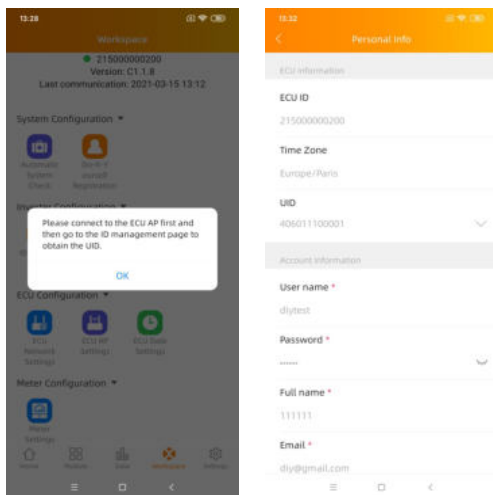 13:28
Workspace
215000000200
Version: C1.1.8
Last communication: 2021-03-15 13:12
System Configuration
Automatic
System
Check
Registration
Please connect to the ECU AP first and
then go to the ID management page to
obtain the UID.
OK
ECU Configuration
ECU
Network
Settings
ECU AP
Settings
ECU Data
Settings
Meter Configuration
Meter
Settings
Home
Module
Data
Workspace
Settings
13:32
Personal Info
ECU information
ECU ID
215000000200
Time Zone
Europe/Paris
UID
406011100001
Account information
User name *
diytest
Password *
......
Full name *
111111
Email *
diy@gmail.com